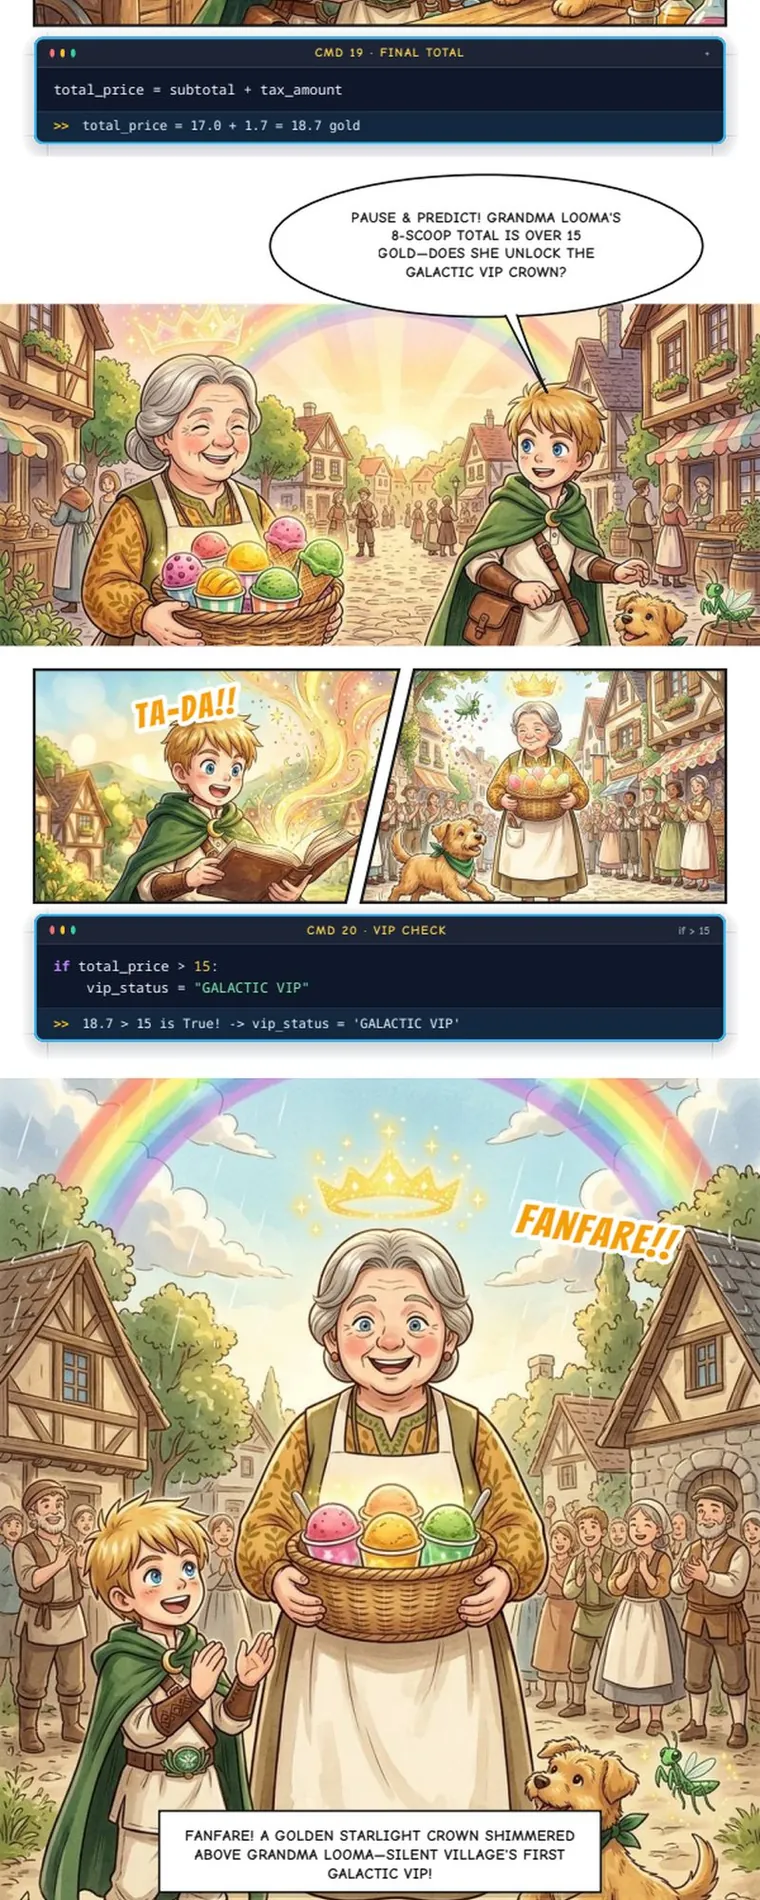 CMD 19 · FINAL TOTAL
+
total_price = subtotal + tax_amount
>> total_price = 17.0 + 1.7 = 18.7 gold
PAUSE & PREDICT! GRANDMA LOOMA'S
8-SCOOP TOTAL IS OVER 15
GOLD—DOES SHE UNLOCK THE
GALACTIC VIP CROWN?
TA-DA!!
CMD 20 · VIP CHECK
if > 15
if total_price > 15:
    vip_status = "GALACTIC VIP"
>> 18.7 > 15 is True! -> vip_status = 'GALACTIC VIP'
FANFARE!!
FANFARE! A GOLDEN STARLIGHT CROWN SHIMMERED
ABOVE GRANDMA LOOMA—SILENT VILLAGE'S FIRST
GALACTIC VIP!